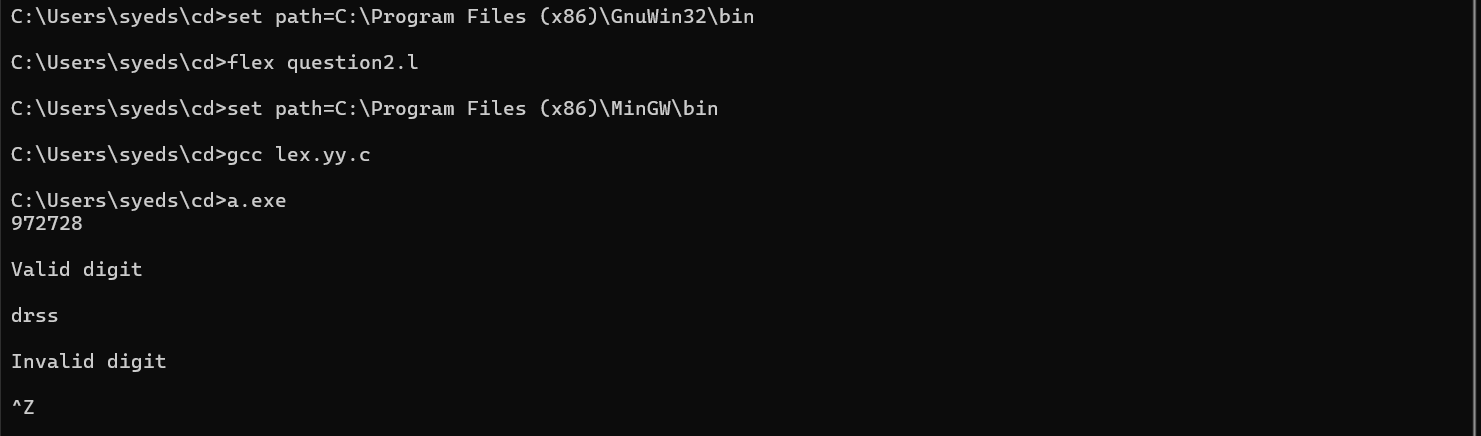 C:\Users\syeds\cd>set path=C:\Program Files (x86)\GnuWin32\bin
C:\Users\syeds\cd>flex question2.l
C:\Users\syeds\cd>set path=C:\Program Files (x86)\MinGW\bin
C:\Users\syeds\cd>gcc lex.yy.c
C:\Users\syeds\cd>a.exe
972728
Valid digit
drss
Invalid digit
^Z